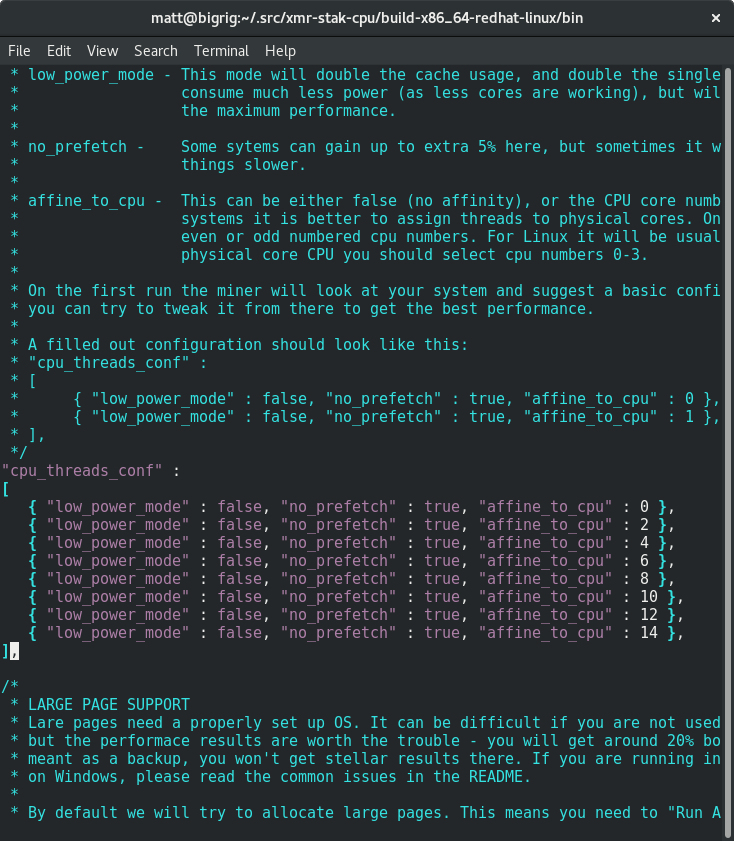 matt@bigrig:~/.src/xmr-stak-cpu/build-x86_64-redhat-linux/bin
File Edit View Search Terminal Help
* low_power_mode - This mode will double the cache usage, and double the single
* consume much less power (as less cores are working), but wil
* the maximum performance.
*
* no_prefetch - Some sytems can gain up to extra 5% here, but sometimes it w
* things slower.
*
* affine_to_cpu - This can be either false (no affinity), or the CPU core numb
* systems it is better to assign threads to physical cores. On
* even or odd numbered cpu numbers. For Linux it will be usual
* physical core CPU you should select cpu numbers 0-3.
*
* On the first run the miner will look at your system and suggest a basic confi
* you can try to tweak it from there to get the best performance.
*
* A filled out configuration should look like this:
* "cpu_threads_conf" :
* [
* { "low_power_mode" : false, "no_prefetch" : true, "affine_to_cpu" : 0 },
* { "low_power_mode" : false, "no_prefetch" : true, "affine_to_cpu" : 1 },
* ],
*/
"cpu_threads_conf" :
[
{ "low_power_mode" : false, "no_prefetch" : true, "affine_to_cpu" : 0 },
{ "low_power_mode" : false, "no_prefetch" : true, "affine_to_cpu" : 2 },
{ "low_power_mode" : false, "no_prefetch" : true, "affine_to_cpu" : 4 },
{ "low_power_mode" : false, "no_prefetch" : true, "affine_to_cpu" : 6 },
{ "low_power_mode" : false, "no_prefetch" : true, "affine_to_cpu" : 8 },
{ "low_power_mode" : false, "no_prefetch" : true, "affine_to_cpu" : 10 },
{ "low_power_mode" : false, "no_prefetch" : true, "affine_to_cpu" : 12 },
{ "low_power_mode" : false, "no_prefetch" : true, "affine_to_cpu" : 14 },
],
/*
* LARGE PAGE SUPPORT
* Lare pages need a properly set up OS. It can be difficult if you are not used
* but the performace results are worth the trouble - you will get around 20% bo
* meant as a backup, you won't get stellar results there. If you are running in
* on Windows, please read the common issues in the README.
*
* By default we will try to allocate large pages. This means you need to "Run A